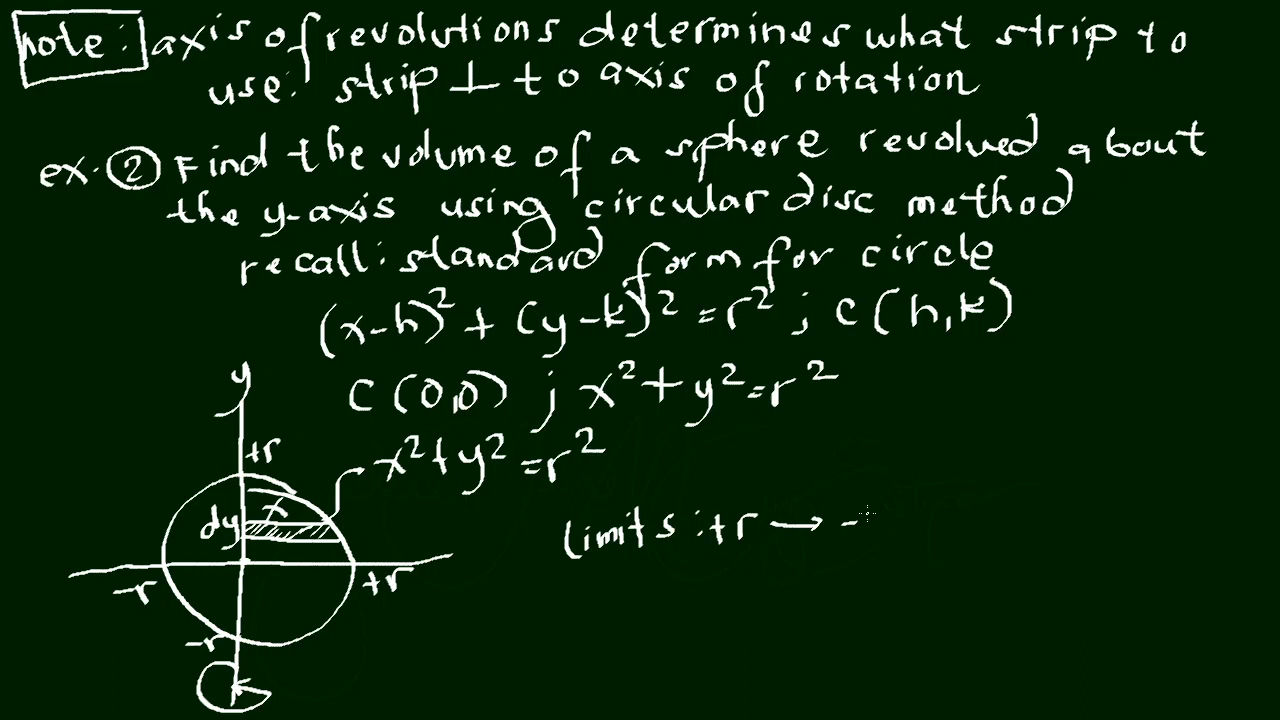 note: axis of revolutions determines what strip to
use: strip ⊥ to axis of rotation
ex. ② Find the volume of a sphere revolved about
the y-axis using circular disc method
recall: standard form for circle
(x-h)² + (y-k)² = r² ; C(h,k)
C(0,0) ; x² + y² = r²
y
+r
x² + y² = r²
x
dy
limits : +r → -
-r
+r
-r